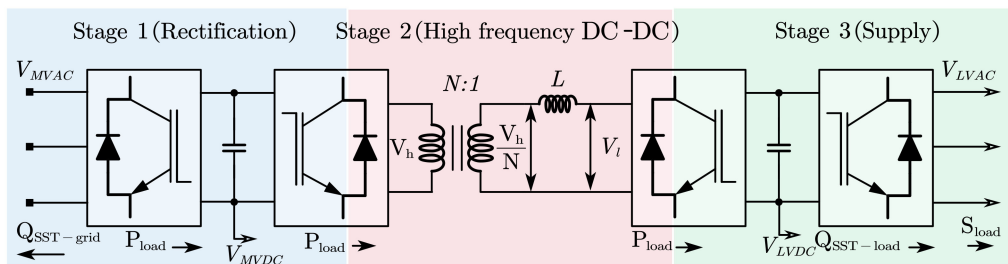 Stage 1 (Rectification)
Stage 2 (High frequency DC-DC)
Stage 3 (Supply)
V_MVAC
N:1
L
V_LVAC
V_h
V_h
N
V_l
Q_SST-grid
P_load
V_MVDC
P_load
P_load
V_LVDC
Q_SST-load
S_load